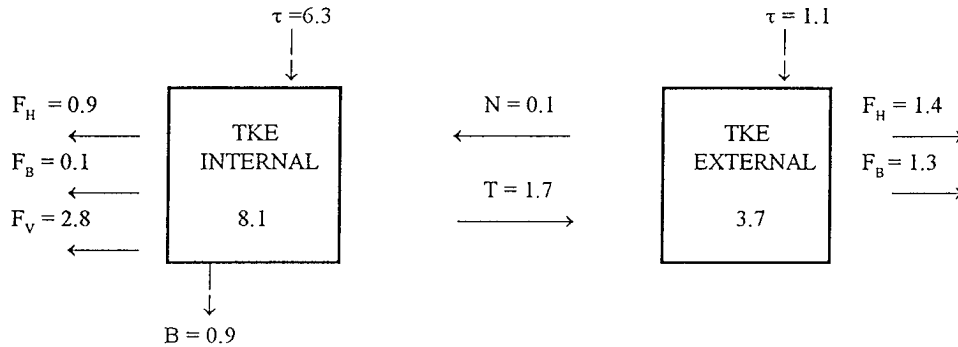 τ =6.3
τ = 1.1
F_H = 0.9
F_B = 0.1
F_V = 2.8
TKE
INTERNAL
8.1
N = 0.1
T = 1.7
TKE
EXTERNAL
3.7
F_H = 1.4
F_B = 1.3
B = 0.9